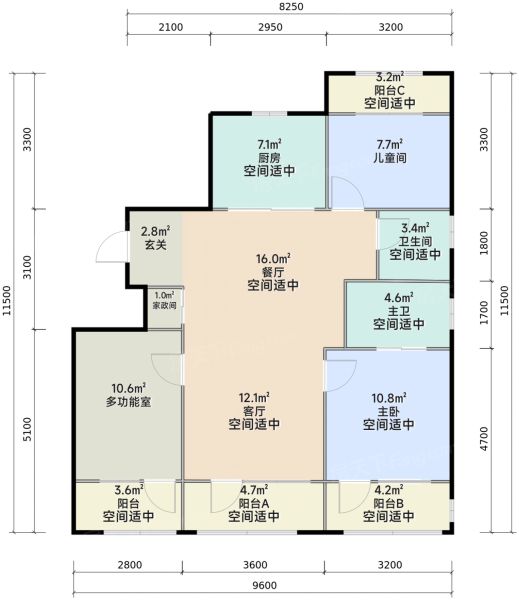 8250
2100
2950
3200
3.2㎡
阳台C
空间适中
7.1㎡
厨房
空间适中
7.7㎡
儿童间
3300
3300
2.8㎡
玄关
3.4㎡
卫生间
空间适中
1800
16.0㎡
餐厅
空间适中
3100
1.0㎡
家政间
4.6㎡
主卫
空间适中
1700
11500
11500
10.6㎡
多功能室
12.1㎡
客厅
空间适中
10.8㎡
主卧
空间适中
5100
4700
3.6㎡
阳台
空间适中
4.7㎡
阳台A
空间适中
4.2㎡
阳台B
空间适中
2800
3600
3200
9600